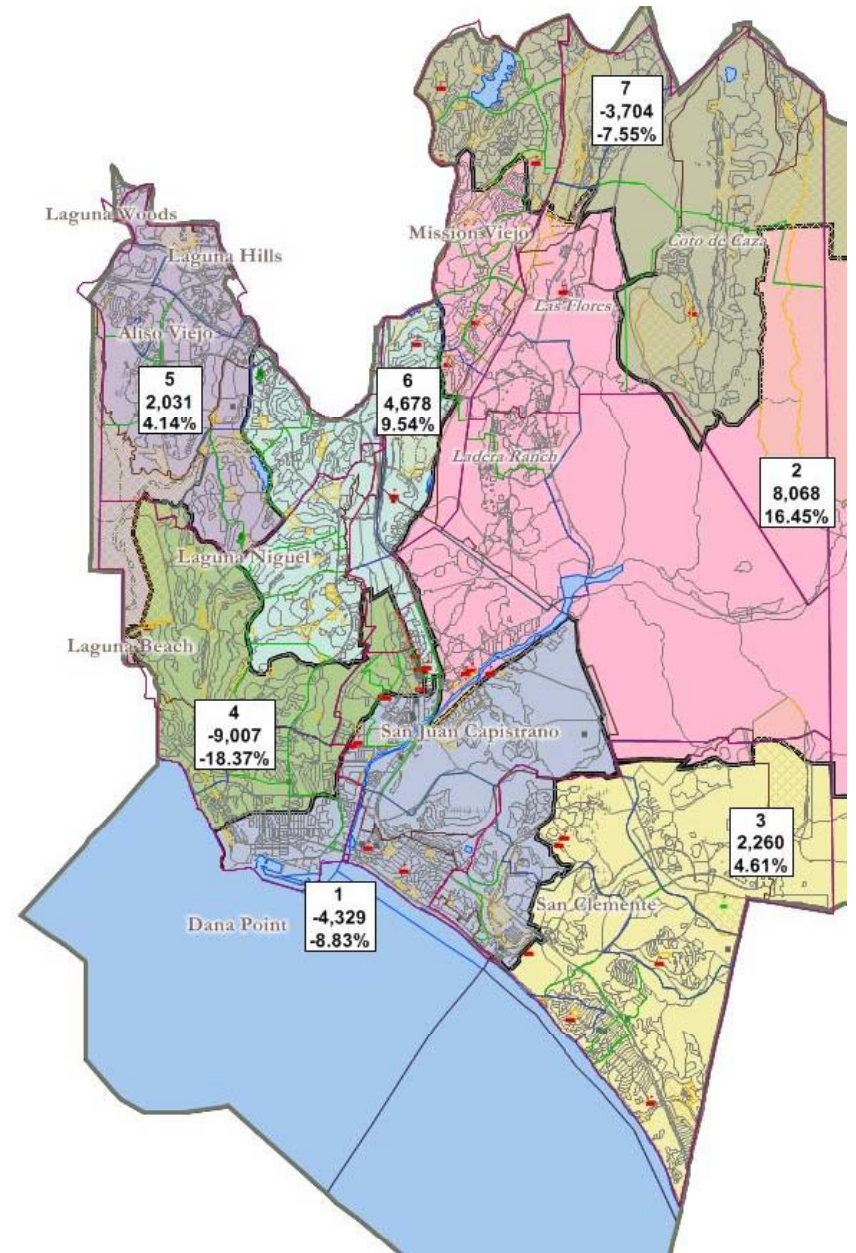 7
-3,704
-7.55%
Laguna Woods
Mission Viejo
Coto de Caza
Laguna Hills
Las Flores
Aliso Viejo
5
2,031
4.14%
6
4,678
9.54%
Ladera Ranch
2
8,068
16.45%
Laguna Niguel
Laguna Beach
4
-9,007
-18.37%
San Juan Capistrano
3
2,260
4.61%
1
-4,329
-8.83%
San Clemente
Dana Point